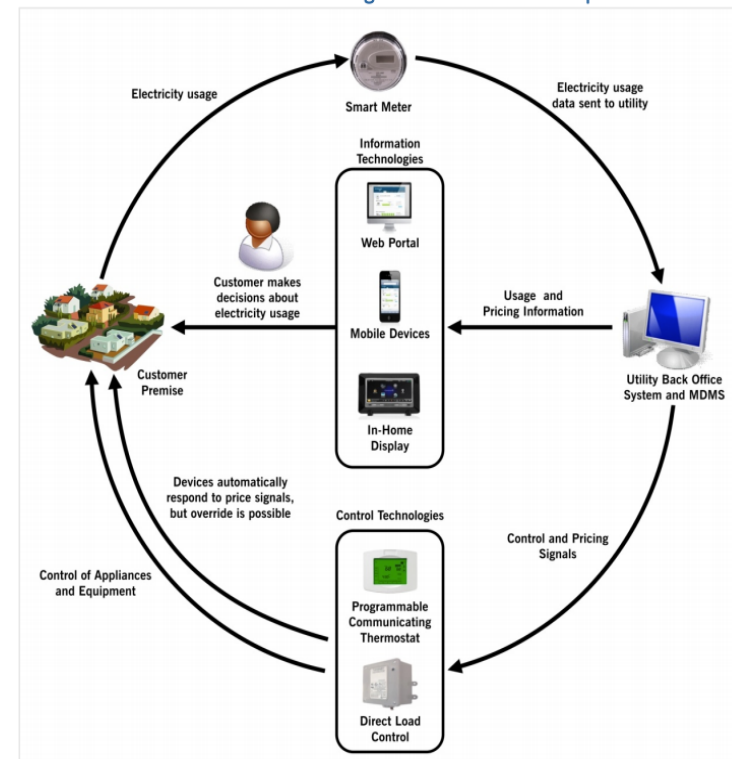 Smart Meter
Electricity usage
Electricity usage
data sent to utility
Information
Technologies
Web Portal
Customer makes
decisions about
electricity usage
Mobile Devices
Usage and
Pricing Information
Customer
Premise
Utility Back Office
System and MDMS
In-Home
Display
Devices automatically
respond to price signals,
but override is possible
Control Technologies
Control and Pricing
Signals
Control of Appliances
and Equipment
Programmable
Communicating
Thermostat
Direct Load
Control